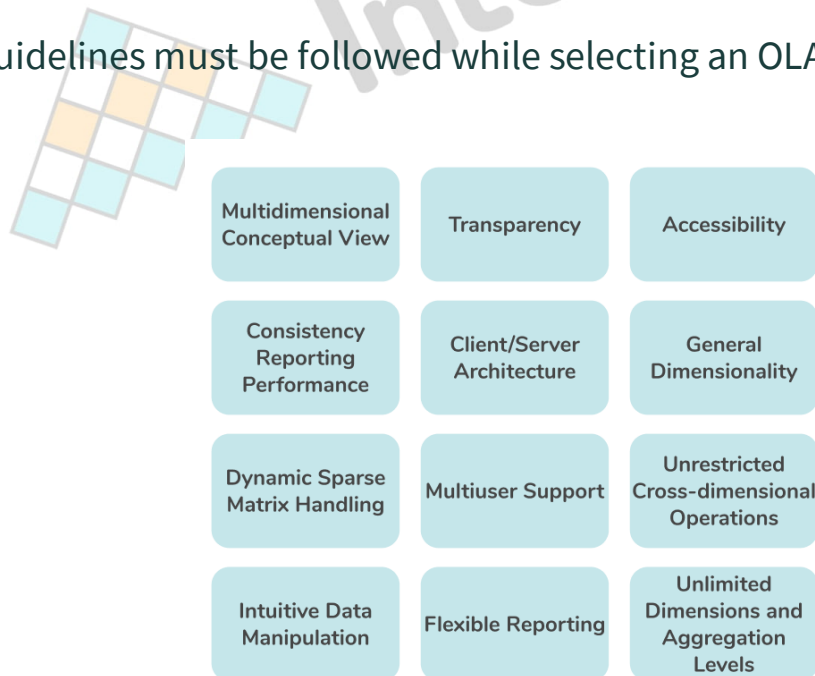 uidelines must be followed while selecting an OLA
Inte
Multidimensional
Conceptual View
Transparency
Accessibility
Consistency
Reporting
Performance
Client/Server
Architecture
General
Dimensionality
Dynamic Sparse
Matrix Handling
Multiuser Support
Unrestricted
Cross-dimensional
Operations
Intuitive Data
Manipulation
Flexible Reporting
Unlimited
Dimensions and
Aggregation
Levels